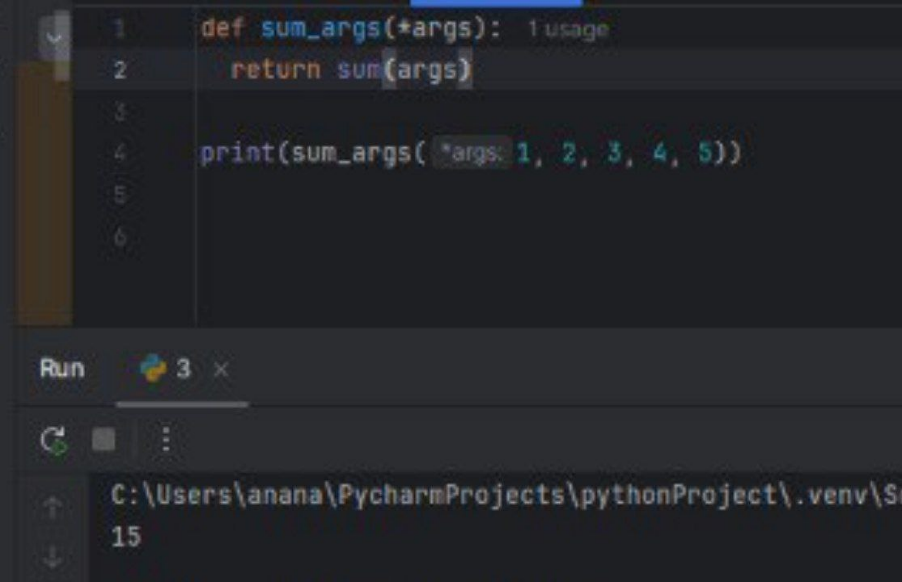 1 def sum_args(*args): 1 usage
2 return sum(args)
3
4 print(sum_args( *args: 1, 2, 3, 4, 5))
5
6
Run 3 ×
C:\Users\anana\PycharmProjects\pythonProject\.venv\S
15